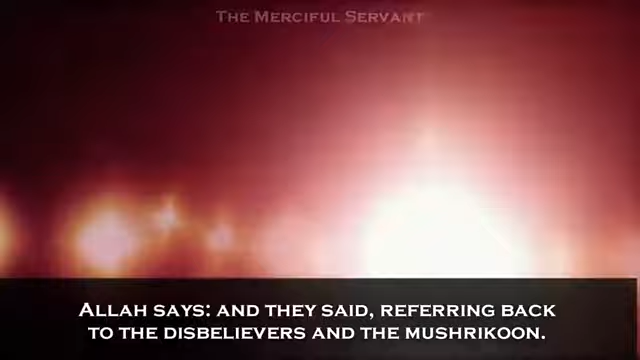 The Merciful Servant
Allah says: and they said, referring back
to the disbelievers and the mushrikoon.